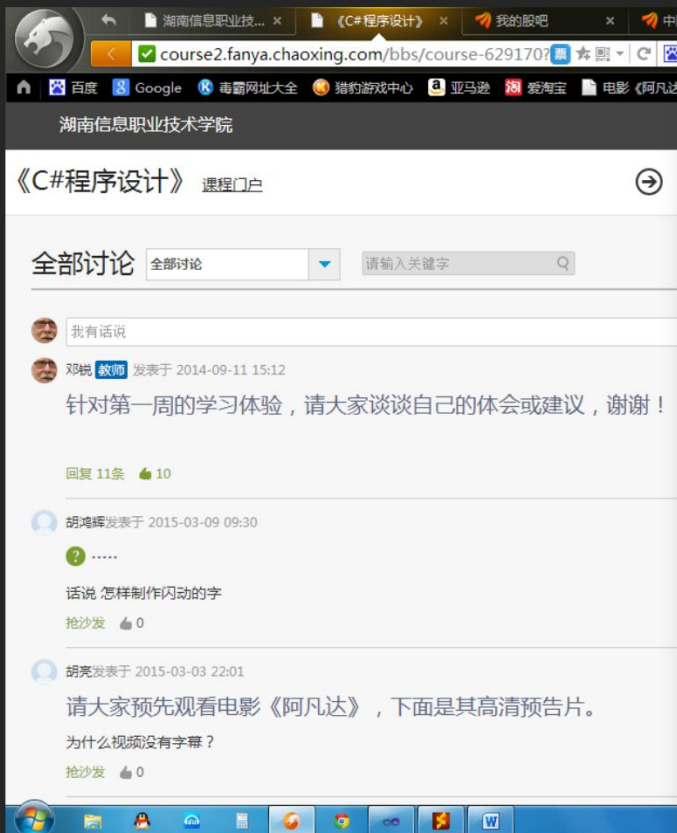 湖南信息职业技... ×
《C#程序设计》 ×
我的股吧 ×
course2.fanya.chaoxing.com/bbs/course-629170?
票
百度 Google 毒霸网址大全 猎豹游戏中心 亚马逊 爱淘宝 电影《阿凡达
湖南信息职业技术学院
《C#程序设计》 课程门户
全部讨论 全部讨论 请输入关键字
我有话说
邓锐 教师 发表于 2014-09-11 15:12
针对第一周的学习体验，请大家谈谈自己的体会或建议，谢谢！
回复 11条 10
胡鸿辉发表于 2015-03-09 09:30
? .....
话说 怎样制作闪动的字
抢沙发 0
胡亮发表于 2015-03-03 22:01
请大家预先观看电影《阿凡达》，下面是其高清预告片。
为什么视频没有字幕？
抢沙发 0